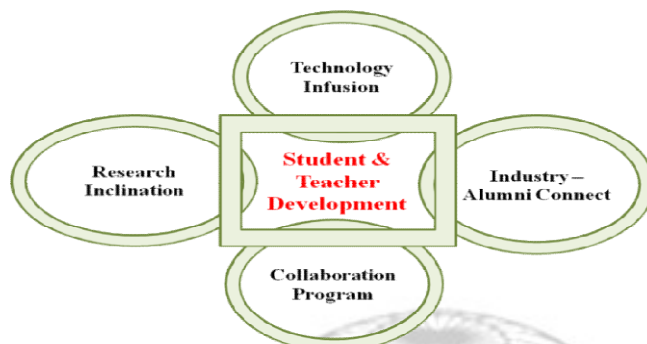 Technology
Infusion
Research
Inclination
Student &
Teacher
Development
Industry –
Alumni Connect
Collaboration
Program